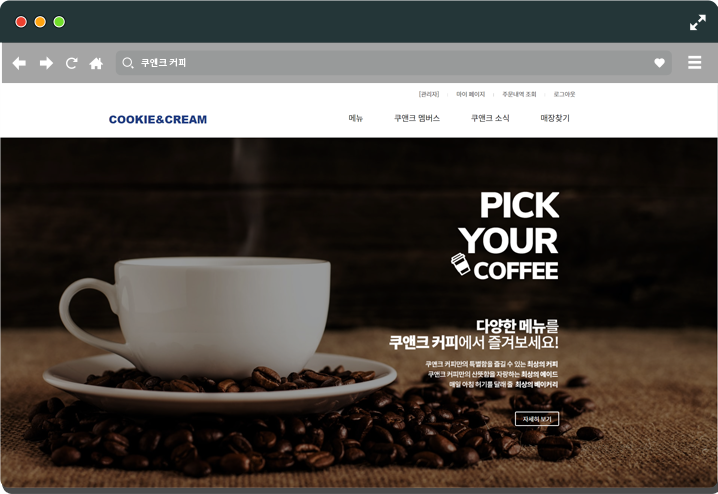 쿠앤크 커피
[관리자] 마이 페이지 주문내역 조회 로그아웃
COOKIE&CREAM 메뉴 쿠앤크 멤버스 쿠앤크 소식 매장찾기
PICK
YOUR
COFFEE
다양한 메뉴를
쿠앤크 커피에서 즐겨보세요!
쿠앤크 커피만의 특별함을 즐길 수 있는 최상의 커피
쿠앤크 커피만의 산뜻함을 자랑하는 최상의 에이드
매일 아침 허기를 달래 줄 최상의 베이커리
자세히 보기